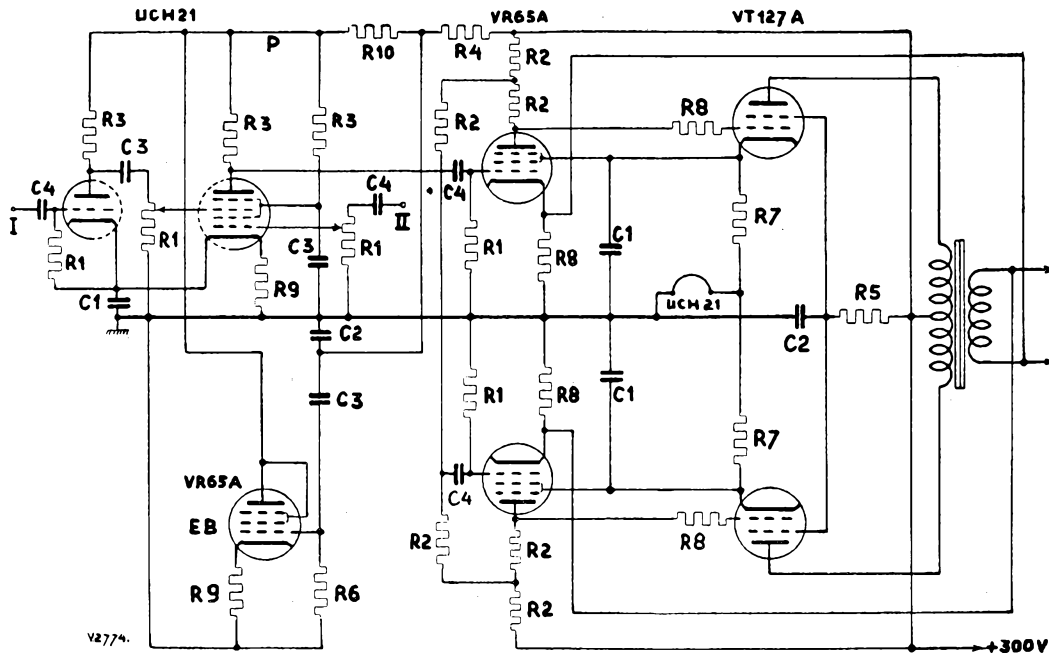 UCH21
VR65A
VT127A
P
R10
R4
R2
R2
R2
R8
R3
R3
R3
C3
C4
C4
C4
I
II
R1
R1
R1
R1
C3
C1
R7
R8
R9
C1
UCH21
R5
C2
C2
C3
R1
R8
C1
R7
VR65A
EB
C4
R2
R2
R8
R9
R6
R2
V2774.
+300V